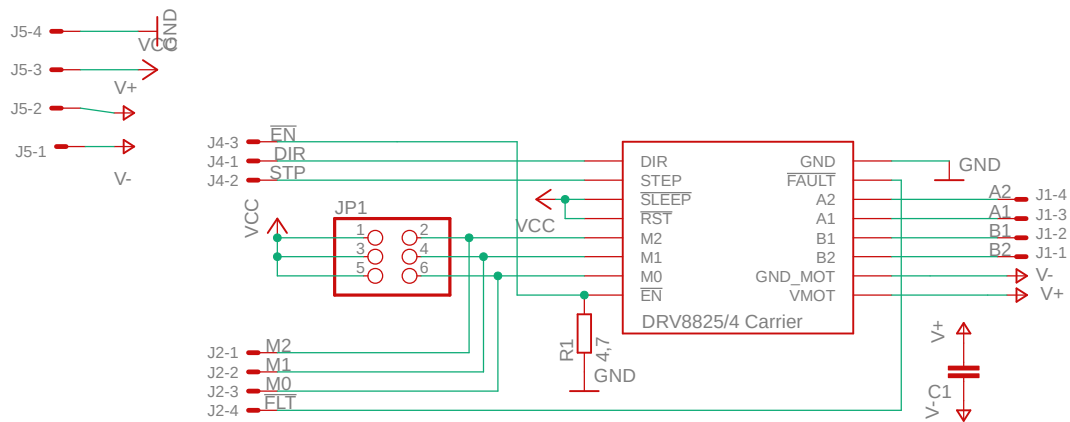 J5-4
GND
VCC
J5-3
V+
J5-2
J5-1
V-
J4-3 EN
J4-1 DIR
J4-2 STP
VCC
JP1
1 2
3 4
5 6
VCC
DIR GND
STEP FAULT
SLEEP A2
RST A1
M2 B1
M1 B2
M0 GND_MOT
EN VMOT
DRV8825/4 Carrier
GND
A2 J1-4
A1 J1-3
B1 J1-2
B2 J1-1
V-
V+
R1
4,7
GND
J2-1 M2
J2-2 M1
J2-3 M0
J2-4 FLT
V+
C1
V-